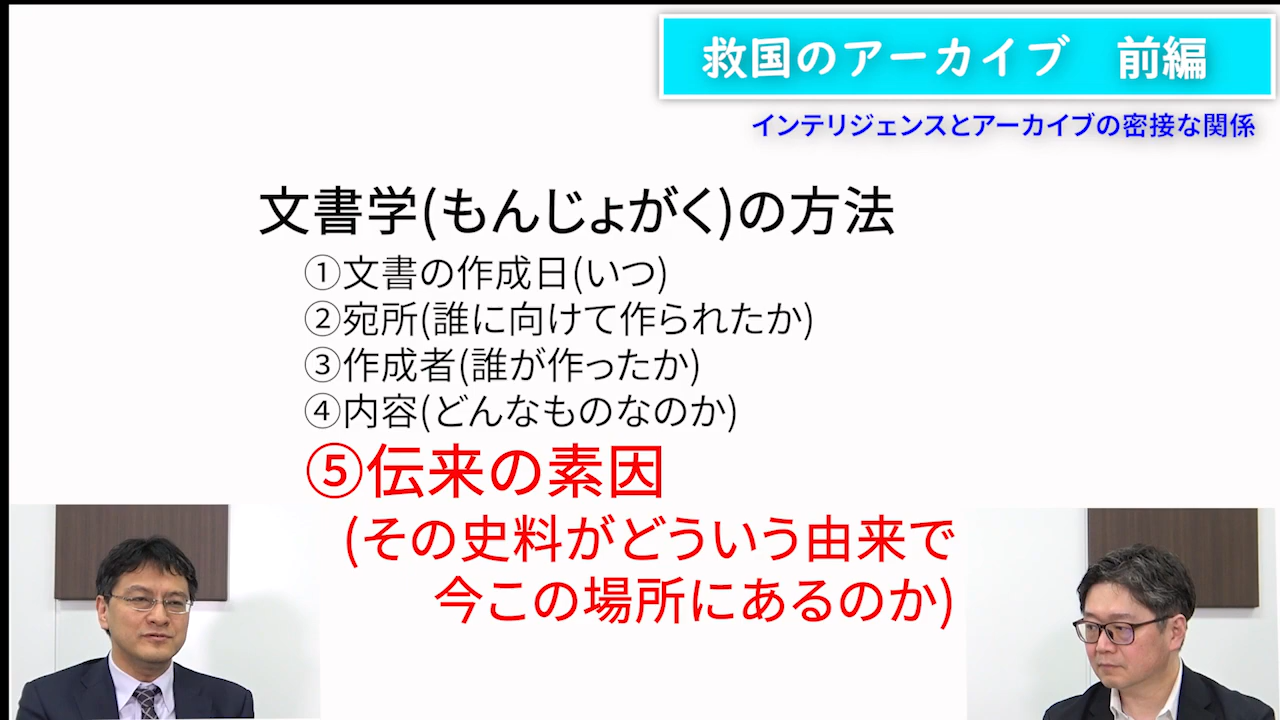 救国のアーカイブ　前編
インテリジェンスとアーカイブの密接な関係
文書学(もんじょがく)の方法
①文書の作成日(いつ)
②宛所(誰に向けて作られたか)
③作成者(誰が作ったか)
④内容(どんなものなのか)
⑤伝来の素因
(その史料がどういう由来で
今この場所にあるのか)